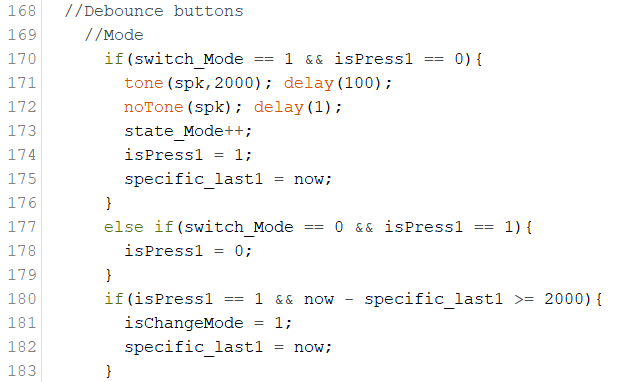 168 //Debounce buttons
169 //Mode
170 if(switch_Mode == 1 && isPress1 == 0){
171 tone(spk,2000); delay(100);
172 noTone(spk); delay(1);
173 state_Mode++;
174 isPress1 = 1;
175 specific_last1 = now;
176 }
177 else if(switch_Mode == 0 && isPress1 == 1){
178 isPress1 = 0;
179 }
180 if(isPress1 == 1 && now - specific_last1 >= 2000){
181 isChangeMode = 1;
182 specific_last1 = now;
183 }